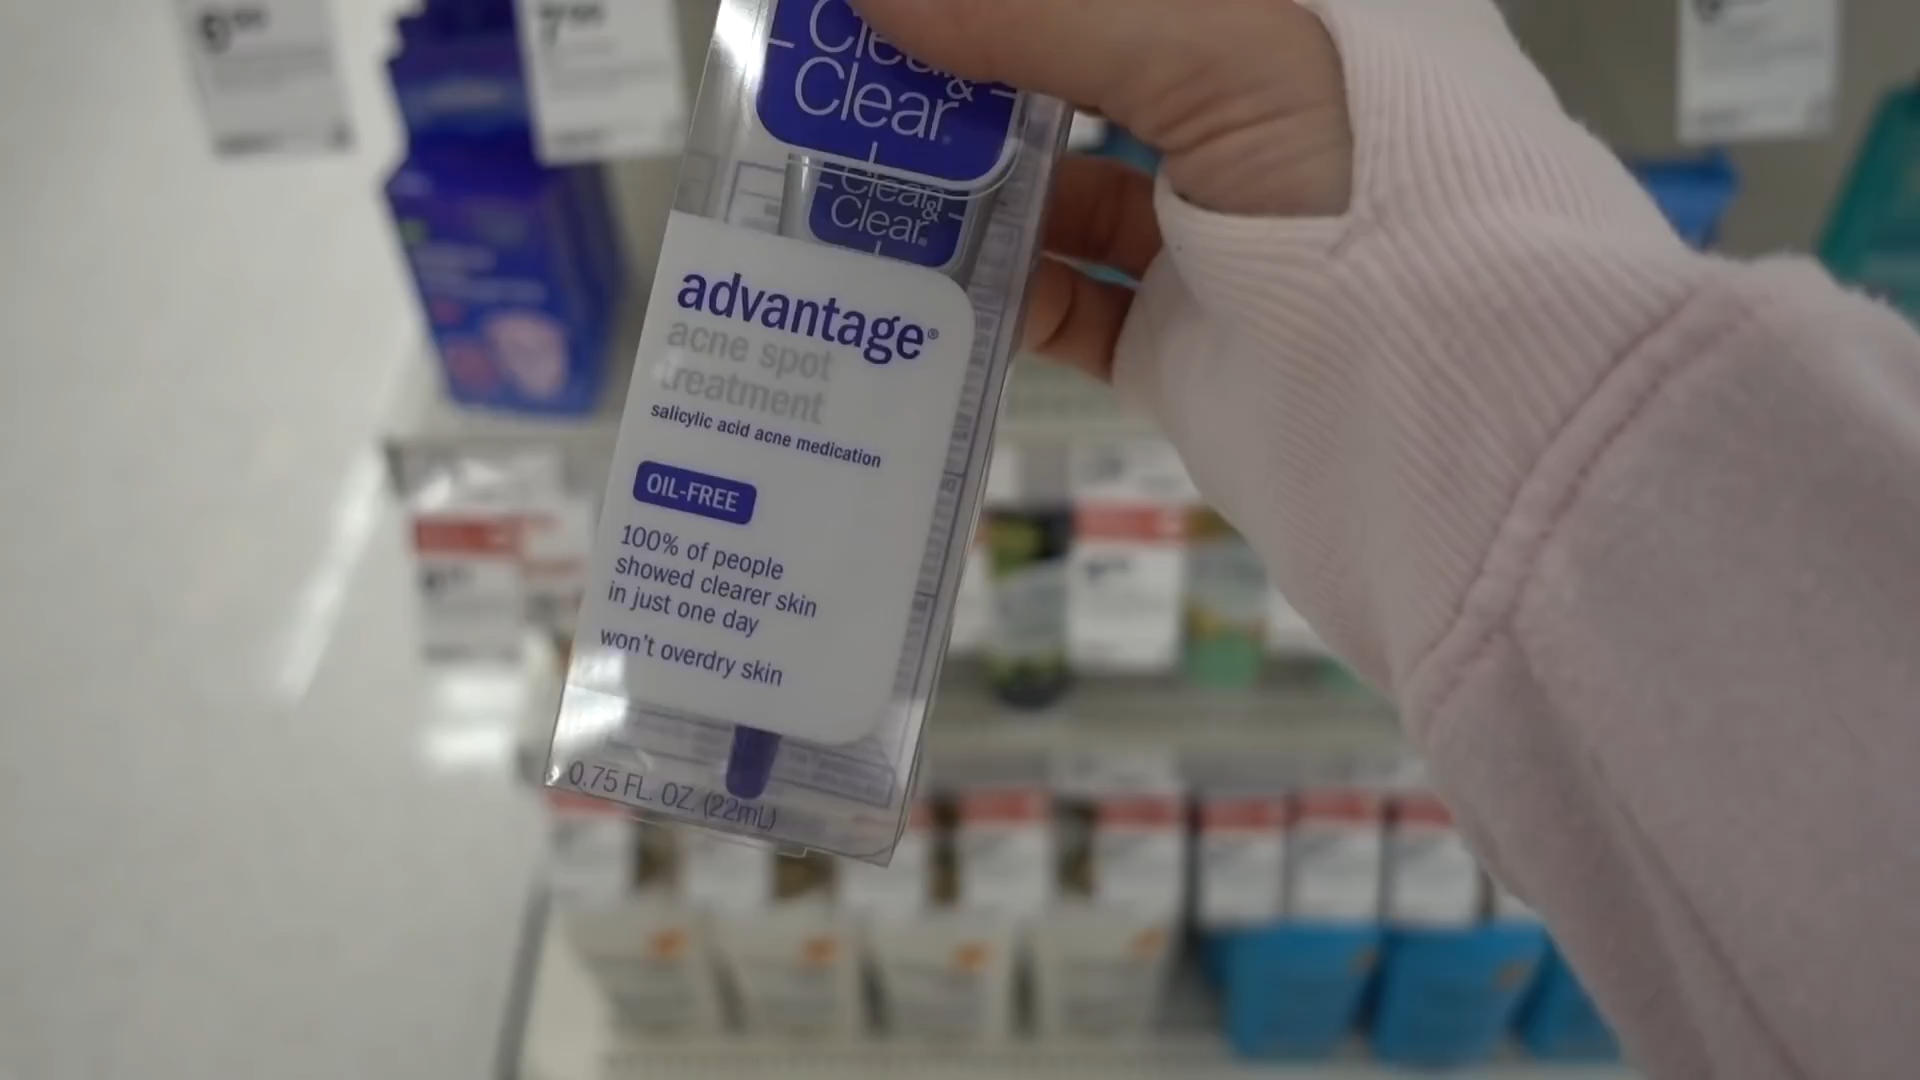 Clean &
Clear
Clean &
Clear
advantage®
acne spot
treatment
salicylic acid acne medication
OIL-FREE
100% of people
showed clearer skin
in just one day
won't overdry skin
0.75 FL. OZ. (22mL)